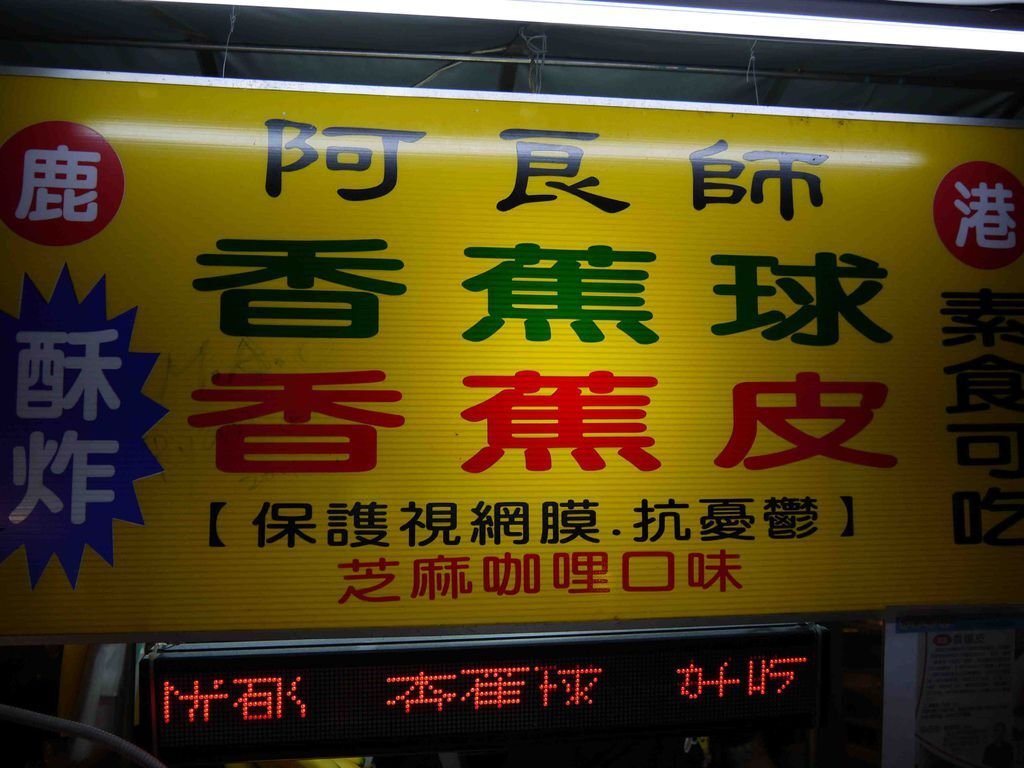 鹿
港
阿良師
香蕉球
香蕉皮
酥炸
素食可吃
【保護視網膜.抗憂鬱】
芝麻咖哩口味